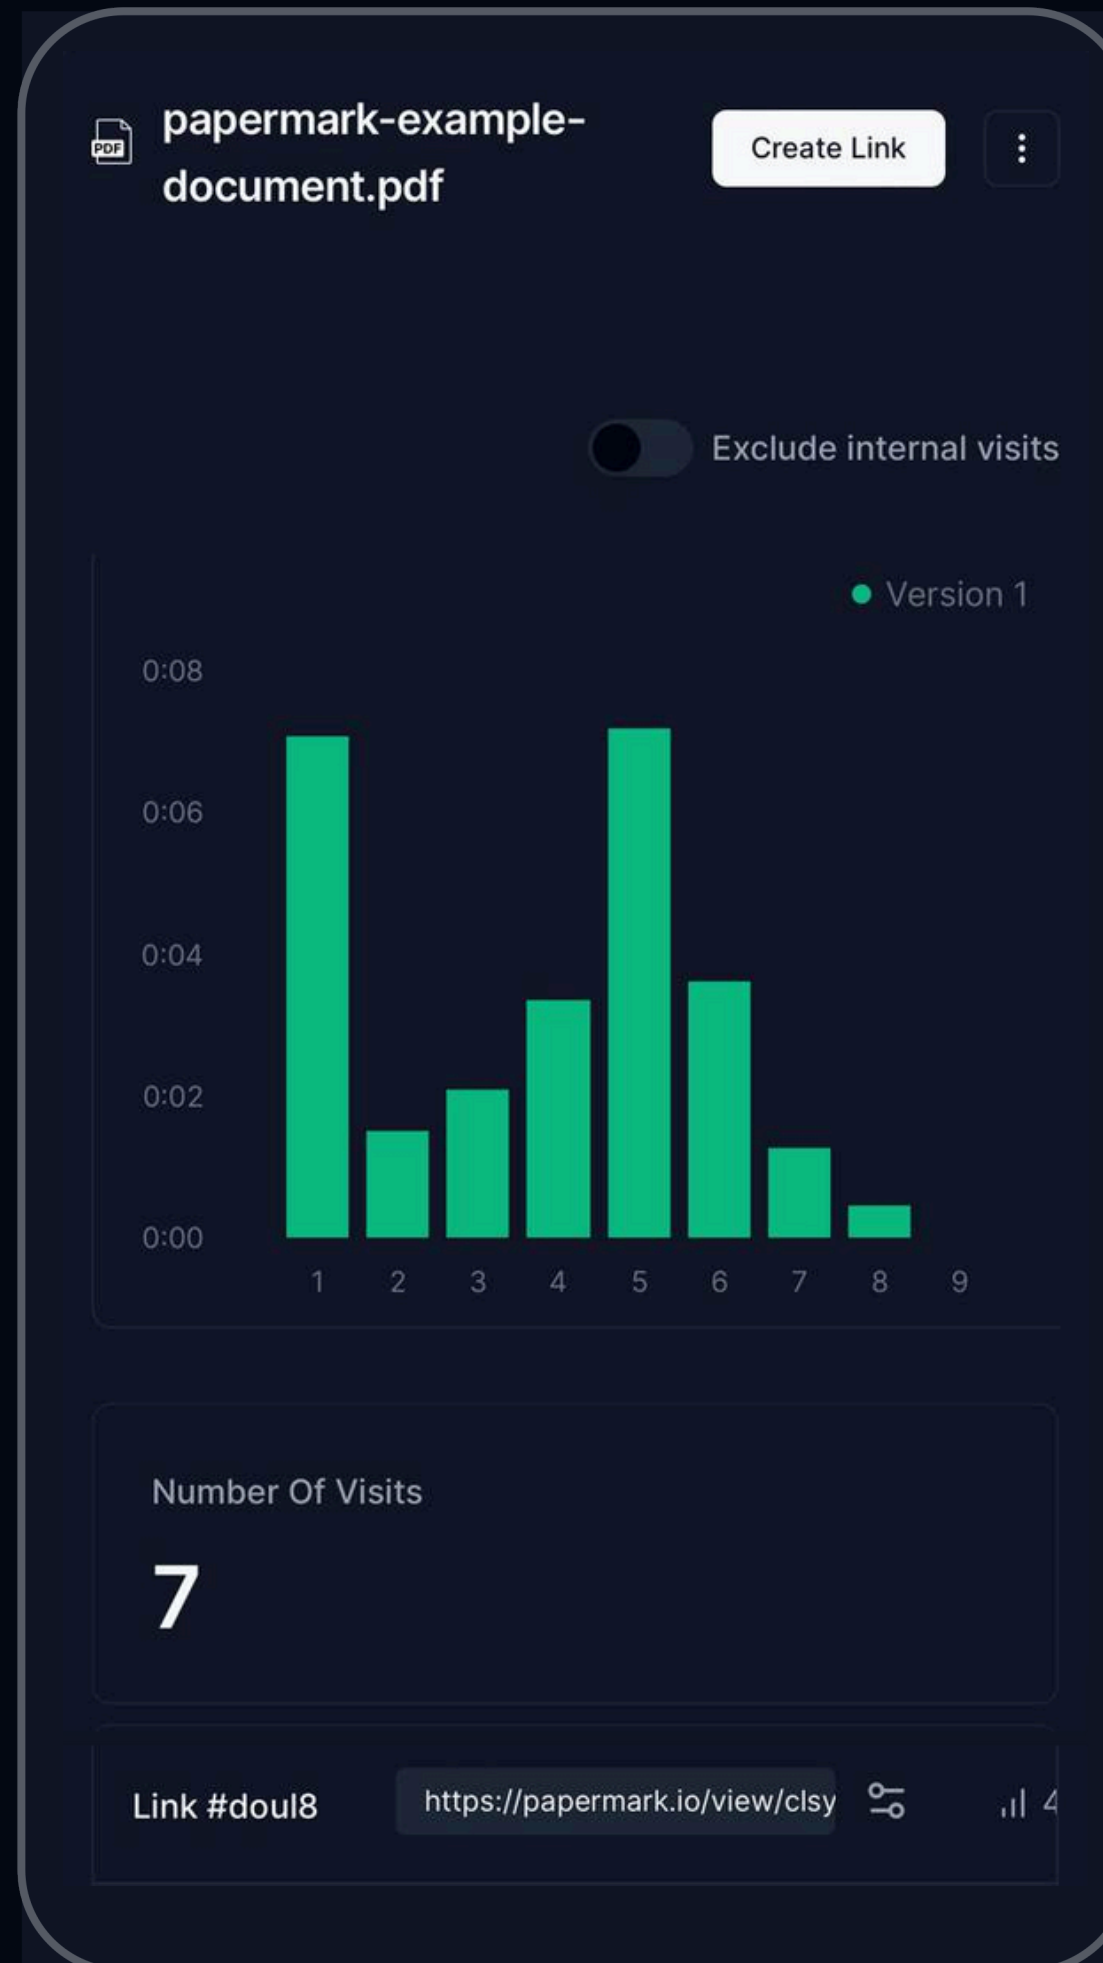 PDF
papermark-example-
document.pdf
Create Link
Exclude internal visits
Version 1
0:08
0:06
0:04
0:02
0:00
1 2 3 4 5 6 7 8 9
Number Of Visits
7
Link #doul8
https://papermark.io/view/clsy
4